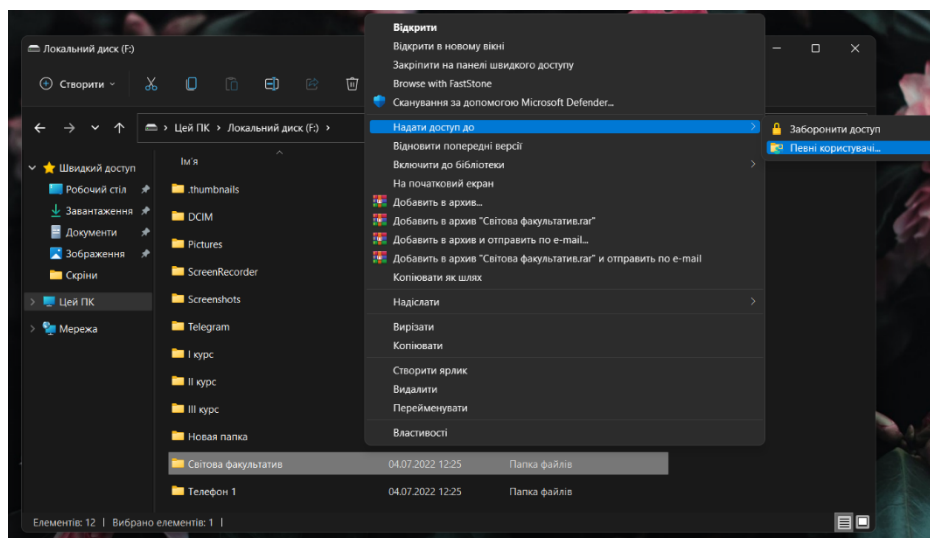 Локальний диск (F:)
Створити
Цей ПК › Локальний диск (F:) ›
Швидкий доступ
Робочий стіл
Завантаження
Документи
Зображення
Скріни
Цей ПК
Мережа
Ім'я
.thumbnails
DCIM
Pictures
ScreenRecorder
Screenshots
Telegram
І курс
ІІ курс
ІІІ курс
Новая папка
Світова факультатив 04.07.2022 12:25 Папка файлів
Телефон 1 04.07.2022 12:25 Папка файлів
Елементів: 12 | Вибрано елементів: 1 |
Відкрити
Відкрити в новому вікні
Закріпити на панелі швидкого доступу
Browse with FastStone
Сканування за допомогою Microsoft Defender...
Надати доступ до
Відновити попередні версії
Включити до бібліотеки
На початковий екран
Добавить в архив...
Добавить в архив "Світова факультатив.rar"
Добавить в архив и отправить по e-mail...
Добавить в архив "Світова факультатив.rar" и отправить по e-mail
Копіювати як шлях
Надіслати
Вирізати
Копіювати
Створити ярлик
Видалити
Перейменувати
Властивості
Заборонити доступ
Певні користувачі...